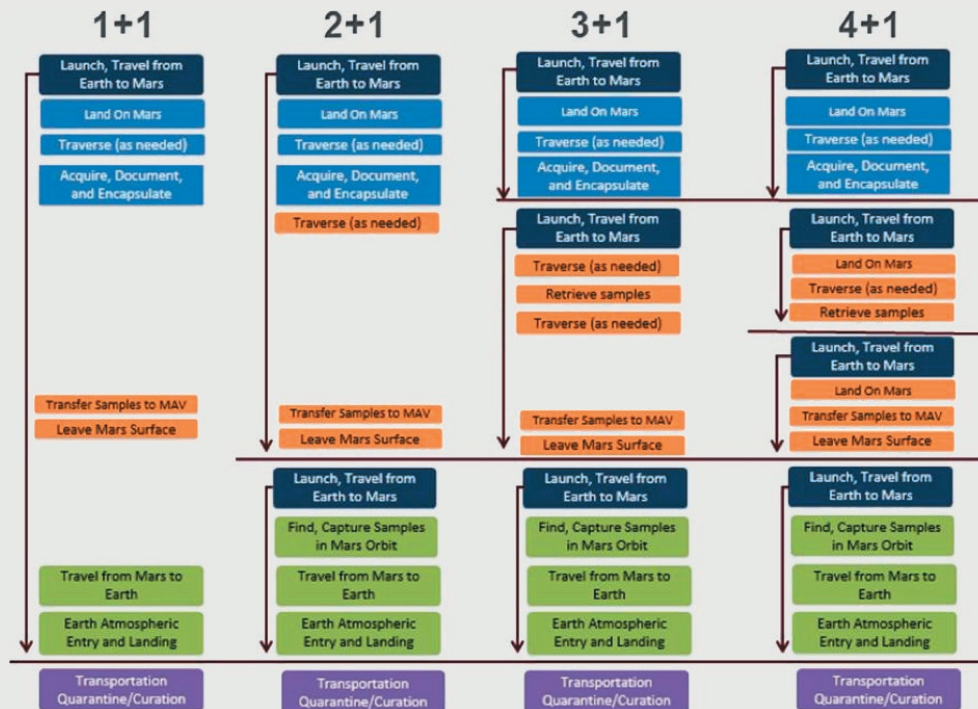 1+1
Launch, Travel from
Earth to Mars
Land On Mars
Traverse (as needed)
Acquire, Document,
and Encapsulate
Transfer Samples to MAV
Leave Mars Surface
Travel from Mars to
Earth
Earth Atmospheric
Entry and Landing
Transportation
Quarantine/Curation
2+1
Launch, Travel from
Earth to Mars
Land On Mars
Traverse (as needed)
Acquire, Document,
and Encapsulate
Traverse (as needed)
Transfer Samples to MAV
Leave Mars Surface
Launch, Travel from
Earth to Mars
Find, Capture Samples
in Mars Orbit
Travel from Mars to
Earth
Earth Atmospheric
Entry and Landing
Transportation
Quarantine/Curation
3+1
Launch, Travel from
Earth to Mars
Land On Mars
Traverse (as needed)
Acquire, Document,
and Encapsulate
Launch, Travel from
Earth to Mars
Traverse (as needed)
Retrieve samples
Traverse (as needed)
Transfer Samples to MAV
Leave Mars Surface
Launch, Travel from
Earth to Mars
Find, Capture Samples
in Mars Orbit
Travel from Mars to
Earth
Earth Atmospheric
Entry and Landing
Transportation
Quarantine/Curation
4+1
Launch, Travel from
Earth to Mars
Land On Mars
Traverse (as needed)
Acquire, Document,
and Encapsulate
Launch, Travel from
Earth to Mars
Land On Mars
Traverse (as needed)
Retrieve samples
Launch, Travel from
Earth to Mars
Land On Mars
Transfer Samples to MAV
Leave Mars Surface
Launch, Travel from
Earth to Mars
Find, Capture Samples
in Mars Orbit
Travel from Mars to
Earth
Earth Atmospheric
Entry and Landing
Transportation
Quarantine/Curation